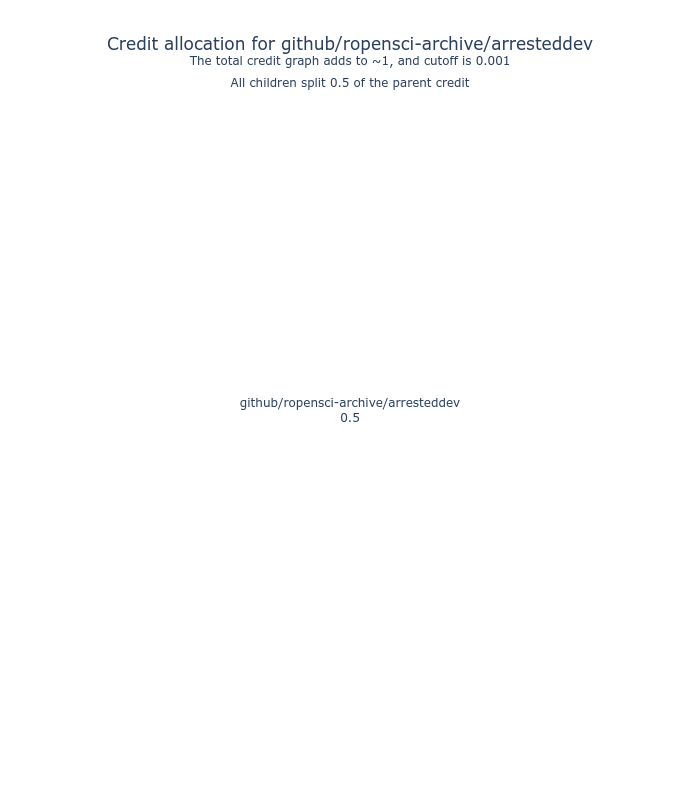 Credit allocation for github/ropensci-archive/arresteddev
The total credit graph adds to ~1, and cutoff is 0.001
All children split 0.5 of the parent credit
github/ropensci-archive/arresteddev
0.5